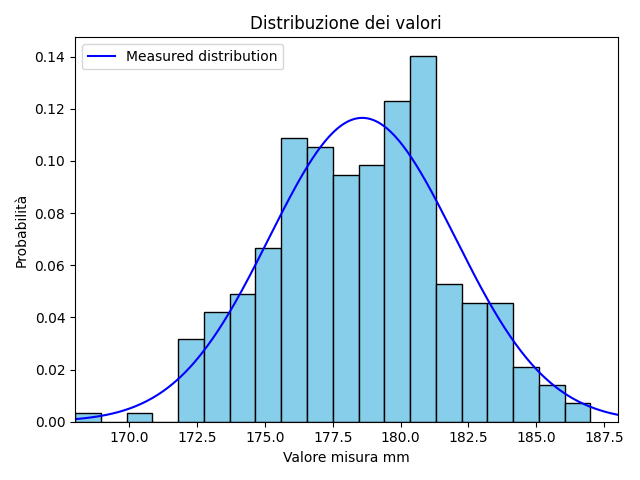 Distribuzione dei valori
Measured distribution
Probabilità
0.14
0.12
0.10
0.08
0.06
0.04
0.02
0.00
170.0 172.5 175.0 177.5 180.0 182.5 185.0 187.5
Valore misura mm